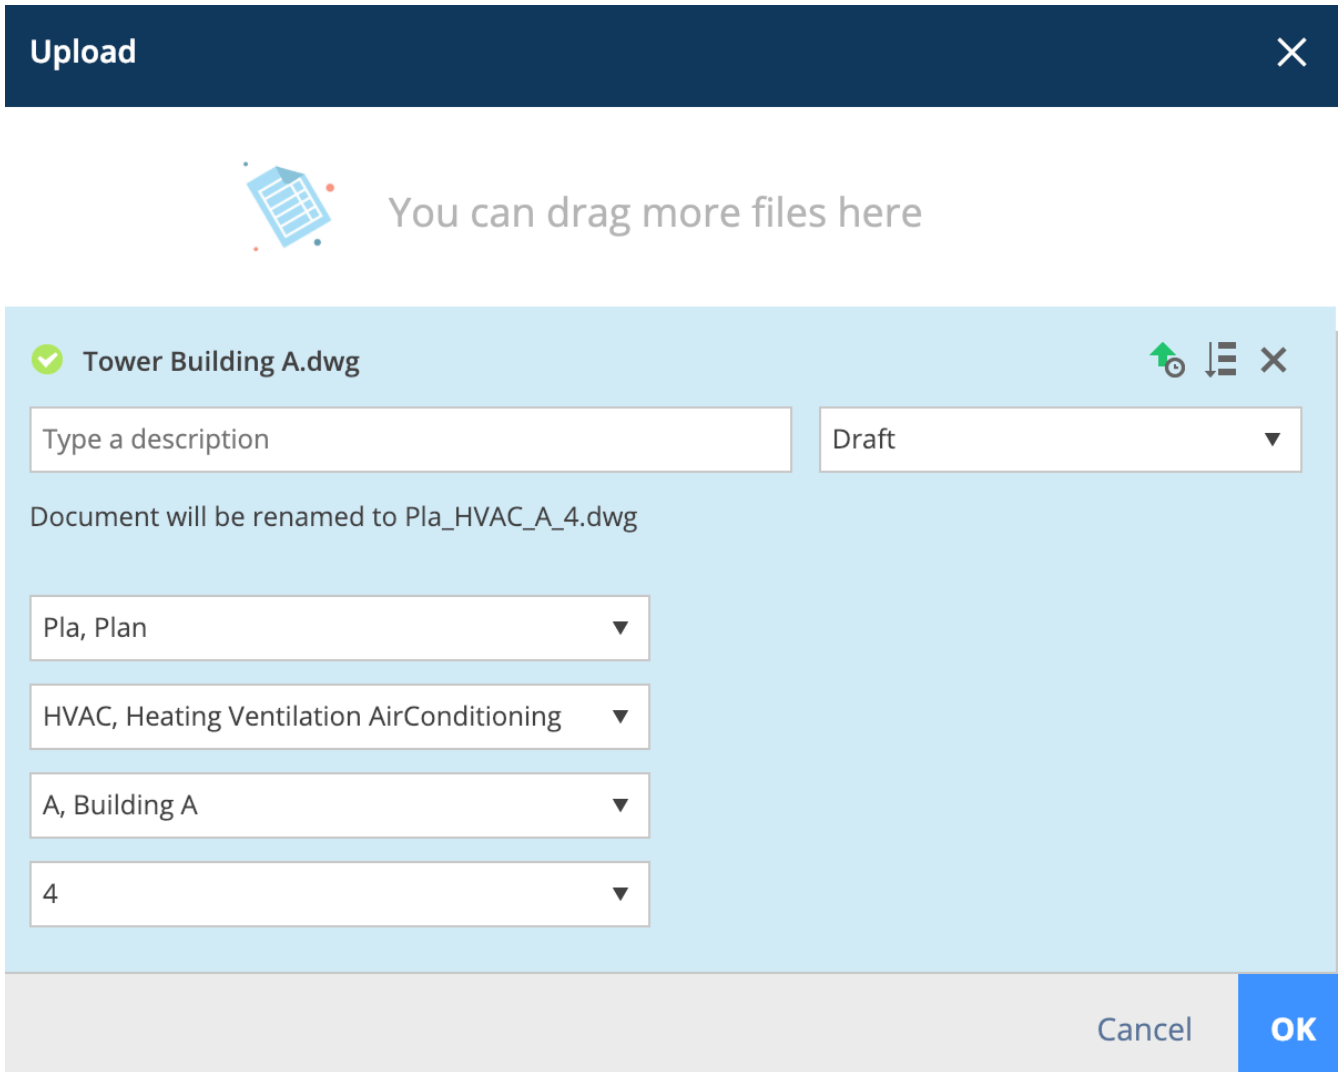 Upload
You can drag more files here
Tower Building A.dwg
Type a description
Draft
Document will be renamed to Pla_HVAC_A_4.dwg
Pla, Plan
HVAC, Heating Ventilation AirConditioning
A, Building A
4
Cancel
OK